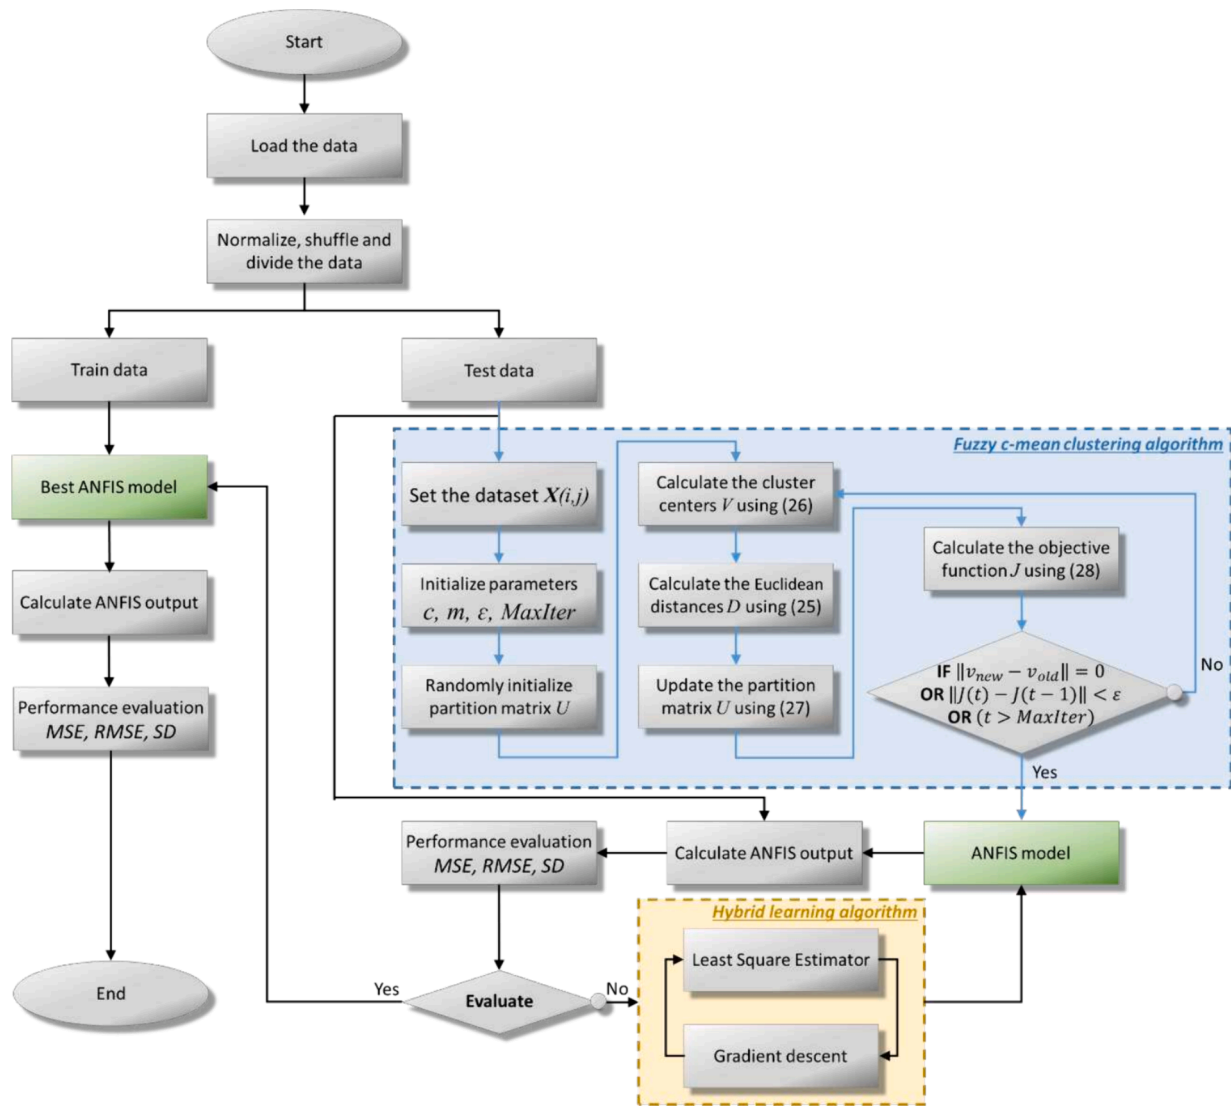 Start
Load the data
Normalize, shuffle and
divide the data
Train data
Test data
Best ANFIS model
Calculate ANFIS output
Performance evaluation
MSE, RMSE, SD
End
Fuzzy c-mean clustering algorithm
Set the dataset X(i,j)
Initialize parameters
c, m, ε, MaxIter
Randomly initialize
partition matrix U
Calculate the cluster
centers V using (26)
Calculate the Euclidean
distances D using (25)
Update the partition
matrix U using (27)
Calculate the objective
function J using (28)
IF ‖v_new − v_old‖ = 0
OR ‖J(t) − J(t−1)‖ < ε
OR (t > MaxIter)
No
Yes
ANFIS model
Calculate ANFIS output
Performance evaluation
MSE, RMSE, SD
Evaluate
Yes
No
Hybrid learning algorithm
Least Square Estimator
Gradient descent